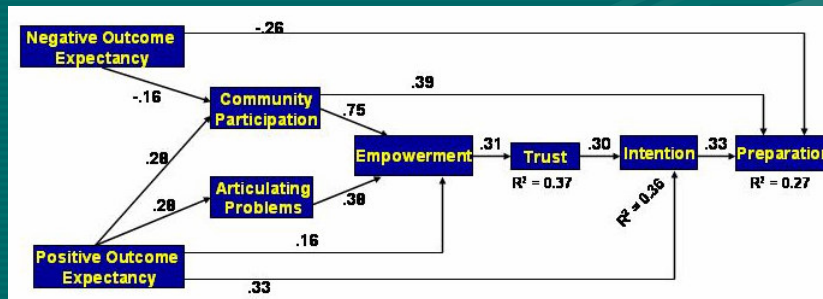 -.26
Negative Outcome
Expectancy
-.16
Community
Participation
.39
.75
.28
Empowerment
.31
Trust
.30
Intention
.33
Preparation
R² = 0.37
R² = 0.36
R² = 0.27
Articulating
Problems
.28
.38
.16
Positive Outcome
Expectancy
.33